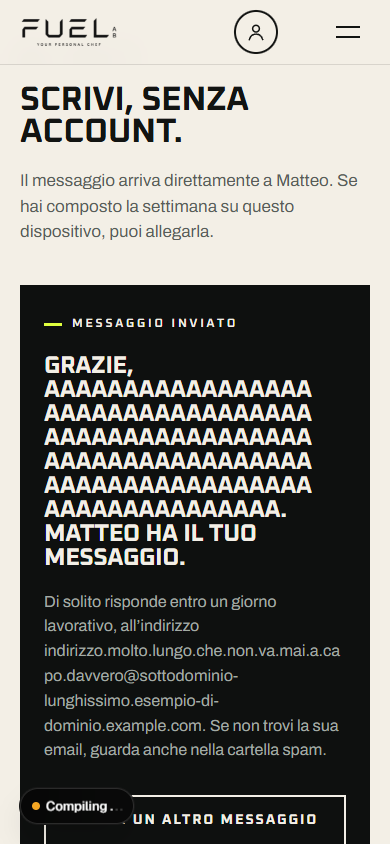 FUEL A B
YOUR PERSONAL CHEF
SCRIVI, SENZA
ACCOUNT.
Il messaggio arriva direttamente a Matteo. Se
hai composto la settimana su questo
dispositivo, puoi allegarla.
MESSAGGIO INVIATO
GRAZIE,
AAAAAAAAAAAAAAAAA
AAAAAAAAAAAAAAAAA
AAAAAAAAAAAAAAAAA
AAAAAAAAAAAAAAAAA
AAAAAAAAAAAAAAAAA
AAAAAAAAAAAAAAA.
MATTEO HA IL TUO
MESSAGGIO.
Di solito risponde entro un giorno
lavorativo, all'indirizzo
indirizzo.molto.lungo.che.non.va.mai.a.ca
po.davvero@sottodominio-
lunghissimo.esempio-di-
dominio.example.com. Se non trovi la sua
email, guarda anche nella cartella spam.
Compiling...
UN ALTRO MESSAGGIO